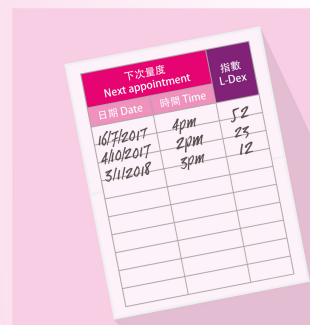 下次量度
Next appointment
指數
L-Dex
日期 Date 時間 Time
16/7/2017 4pm 52
4/10/2017 2pm 23
3/1/2018 3pm 12